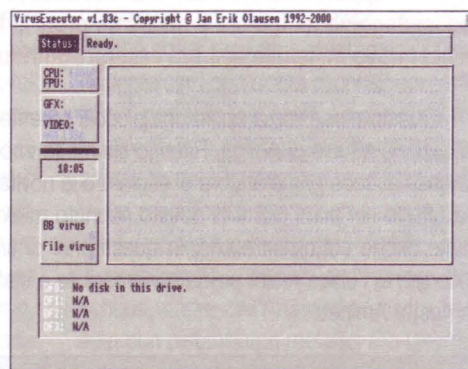 VirusExecutor v1.83c - Copyright @ Jan Erik Olausen 1992-2000
Status: Ready.
CPU:
FPU:
GFX:
VIDEO:
18:05
BB virus
File virus
DF0: No disk in this drive.
DF1: N/A
DF2: N/A
DF3: N/A